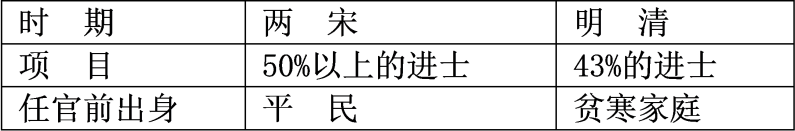 时 期 两 宋 明 清
项 目 50%以上的进士 43%的进士
任官前出身 平 民 贫寒家庭